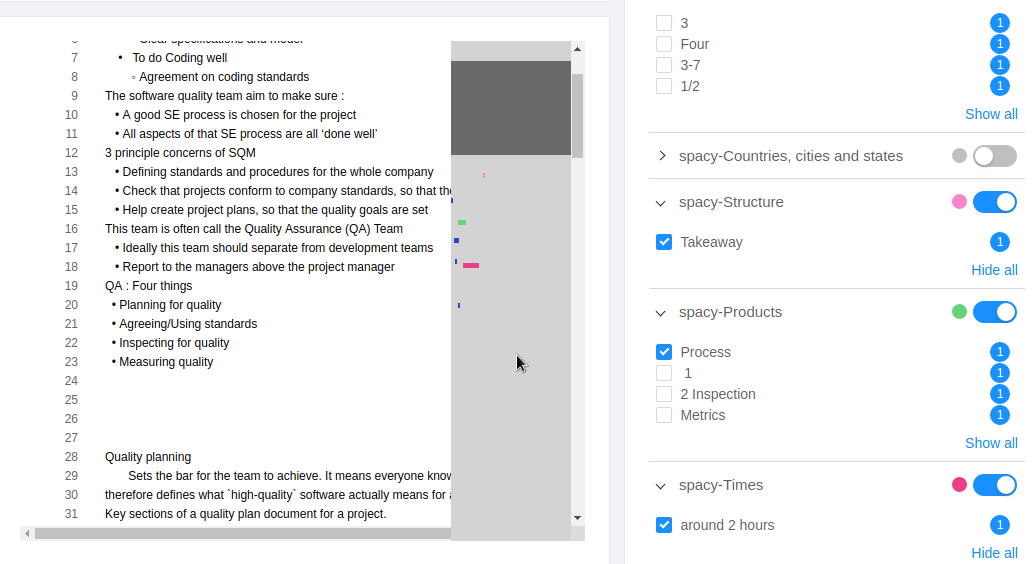 6 ◦ Clear specifications and model
7 • To do Coding well
8 ◦ Agreement on coding standards
9 The software quality team aim to make sure :
10 • A good SE process is chosen for the project
11 • All aspects of that SE process are all ‘done well’
12 3 principle concerns of SQM
13 • Defining standards and procedures for the whole company
14 • Check that projects conform to company standards, so that the
15 • Help create project plans, so that the quality goals are set
16 This team is often call the Quality Assurance (QA) Team
17 • Ideally this team should separate from development teams
18 • Report to the managers above the project manager
19 QA : Four things
20 • Planning for quality
21 • Agreeing/Using standards
22 • Inspecting for quality
23 • Measuring quality
24
25
26
27
28 Quality planning
29 Sets the bar for the team to achieve. It means everyone know
30 therefore defines what `high-quality` software actually means for
31 Key sections of a quality plan document for a project.
3 1
Four 1
3-7 1
1/2 1
Show all
spacy-Countries, cities and states
spacy-Structure
Takeaway 1
Hide all
spacy-Products
Process 1
1 1
2 Inspection 1
Metrics 1
Show all
spacy-Times
around 2 hours 1
Hide all